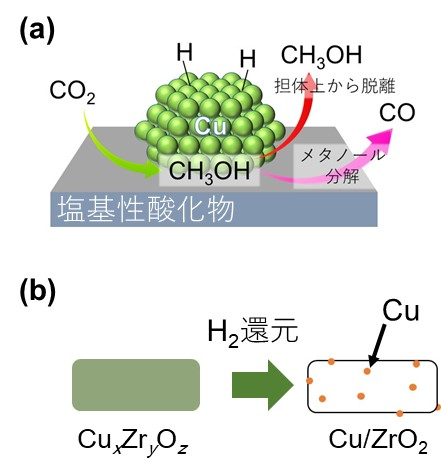 (a)
H
H
CH₃OH
担体上から脱離
CO₂
Cu
CO
CH₃OH
メタノール
分解
塩基性酸化物
(b)
Cu
H₂還元
CuₓZrᵧO𝓏
Cu/ZrO₂